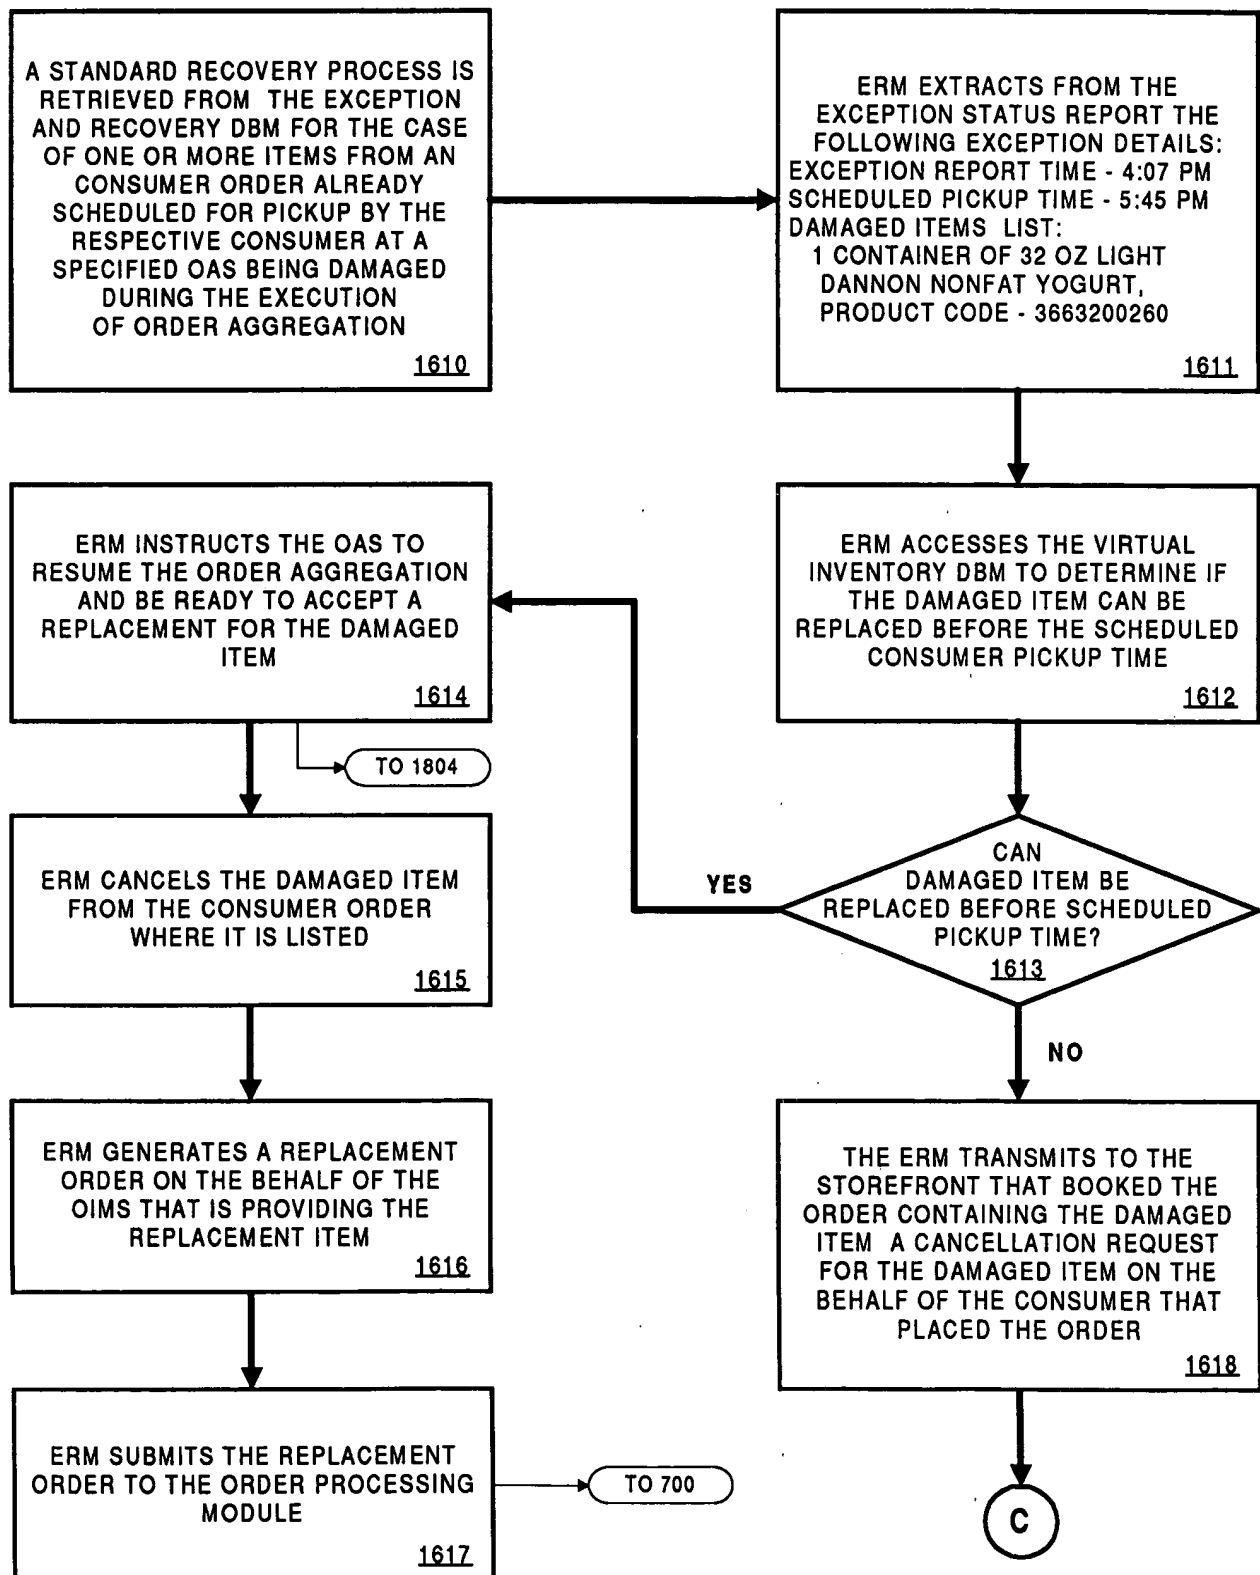 A STANDARD RECOVERY PROCESS IS
RETRIEVED FROM THE EXCEPTION
AND RECOVERY DBM FOR THE CASE
OF ONE OR MORE ITEMS FROM AN
CONSUMER ORDER ALREADY
SCHEDULED FOR PICKUP BY THE
RESPECTIVE CONSUMER AT A
SPECIFIED OAS BEING DAMAGED
DURING THE EXECUTION
OF ORDER AGGREGATION
1610
ERM EXTRACTS FROM THE
EXCEPTION STATUS REPORT THE
FOLLOWING EXCEPTION DETAILS:
EXCEPTION REPORT TIME - 4:07 PM
SCHEDULED PICKUP TIME - 5:45 PM
DAMAGED ITEMS LIST:
1 CONTAINER OF 32 OZ LIGHT
DANNON NONFAT YOGURT,
PRODUCT CODE - 3663200260
1611
ERM ACCESSES THE VIRTUAL
INVENTORY DBM TO DETERMINE IF
THE DAMAGED ITEM CAN BE
REPLACED BEFORE THE SCHEDULED
CONSUMER PICKUP TIME
1612
CAN
DAMAGED ITEM BE
REPLACED BEFORE SCHEDULED
PICKUP TIME?
1613
YES
NO
ERM INSTRUCTS THE OAS TO
RESUME THE ORDER AGGREGATION
AND BE READY TO ACCEPT A
REPLACEMENT FOR THE DAMAGED
ITEM
1614
TO 1804
ERM CANCELS THE DAMAGED ITEM
FROM THE CONSUMER ORDER
WHERE IT IS LISTED
1615
ERM GENERATES A REPLACEMENT
ORDER ON THE BEHALF OF THE
OIMS THAT IS PROVIDING THE
REPLACEMENT ITEM
1616
ERM SUBMITS THE REPLACEMENT
ORDER TO THE ORDER PROCESSING
MODULE
1617
TO 700
THE ERM TRANSMITS TO THE
STOREFRONT THAT BOOKED THE
ORDER CONTAINING THE DAMAGED
ITEM A CANCELLATION REQUEST
FOR THE DAMAGED ITEM ON THE
BEHALF OF THE CONSUMER THAT
PLACED THE ORDER
1618
C